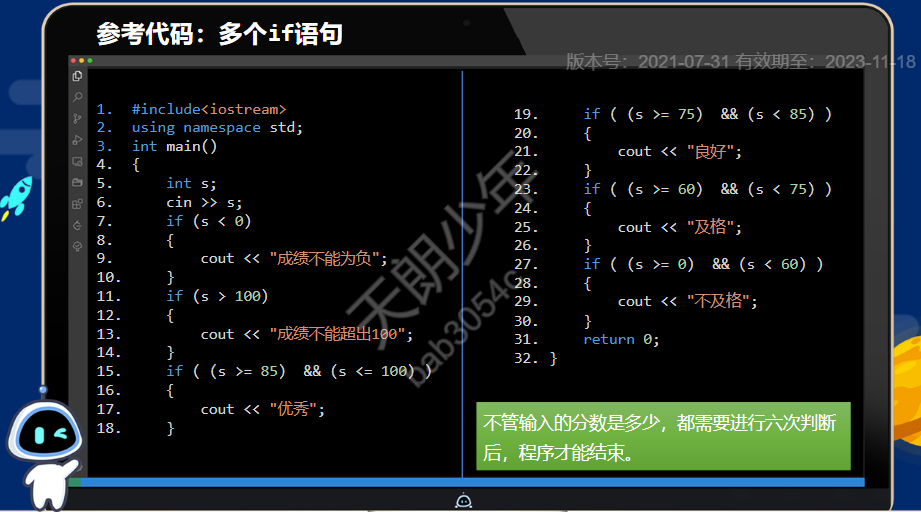 参考代码：多个if语句
版本号：2021-07-31 有效期至：2023-11-18
1. #include<iostream>
2. using namespace std;
3. int main()
4. {
5. int s;
6. cin >> s;
7. if (s < 0)
8. {
9. cout << "成绩不能为负";
10. }
11. if (s > 100)
12. {
13. cout << "成绩不能超出100";
14. }
15. if ( (s >= 85) && (s <= 100) )
16. {
17. cout << "优秀";
18. }
19. if ( (s >= 75) && (s < 85) )
20. {
21. cout << "良好";
22. }
23. if ( (s >= 60) && (s < 75) )
24. {
25. cout << "及格";
26. }
27. if ( (s >= 0) && (s < 60) )
28. {
29. cout << "不及格";
30. }
31. return 0;
32. }
天朗少年
bab3054c
不管输入的分数是多少，都需要进行六次判断
后，程序才能结束。